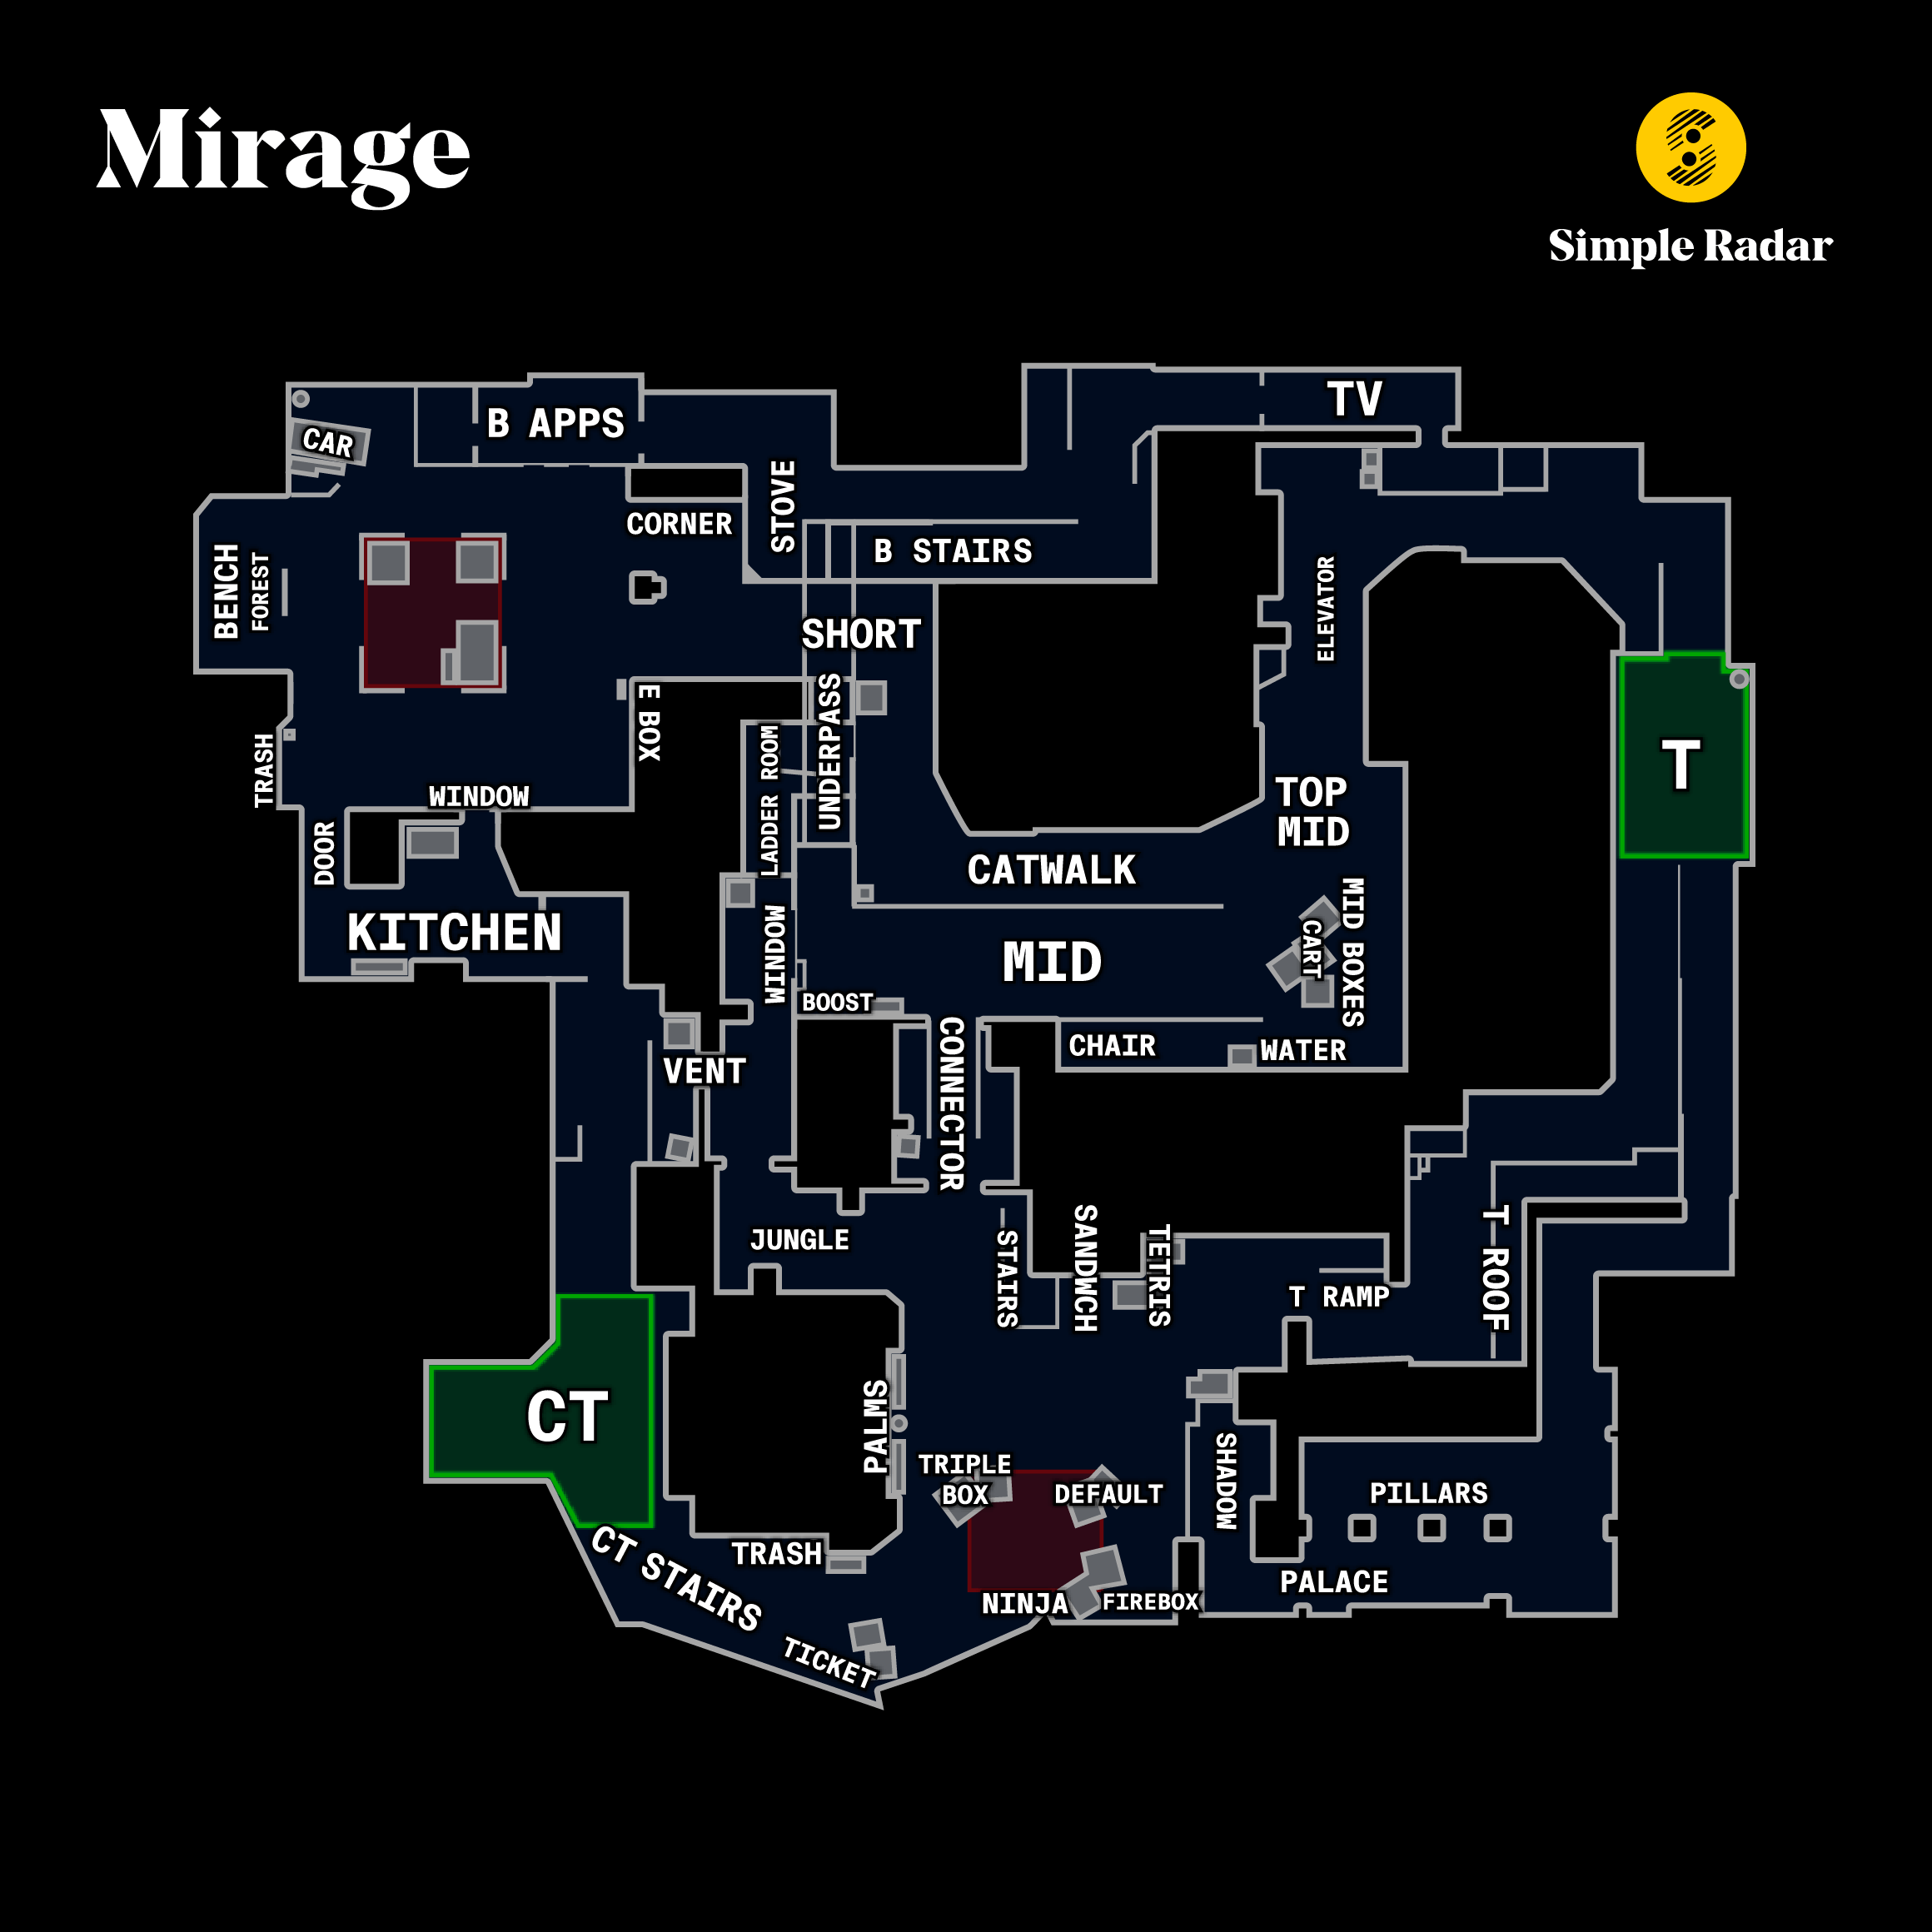 Mirage
Simple Radar
TV
B APPS
CAR
STOVE
CORNER
B STAIRS
BENCH
FOREST
ELEVATOR
SHORT
E BOX
UNDERPASS
LADDER ROOM
TRASH
T
WINDOW
TOP
MID
DOOR
CATWALK
KITCHEN
WINDOW
MID
CART
MID BOXES
BOOST
CONNECTOR
CHAIR
WATER
VENT
JUNGLE
STAIRS
SANDWCH
TETRIS
T RAMP
T ROOF
CT
PALMS
TRIPLE
BOX
DEFAULT
SHADOW
PILLARS
CT STAIRS
TRASH
PALACE
NINJA
FIREBOX
TICKET